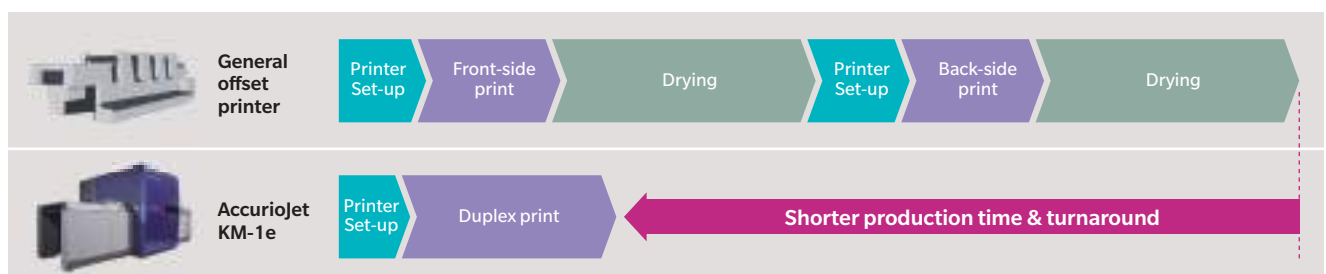 General
offset
printer
Printer
Set-up
Front-side
print
Drying
Printer
Set-up
Back-side
print
Drying
AccurioJet
KM-1e
Printer
Set-up
Duplex print
Shorter production time & turnaround